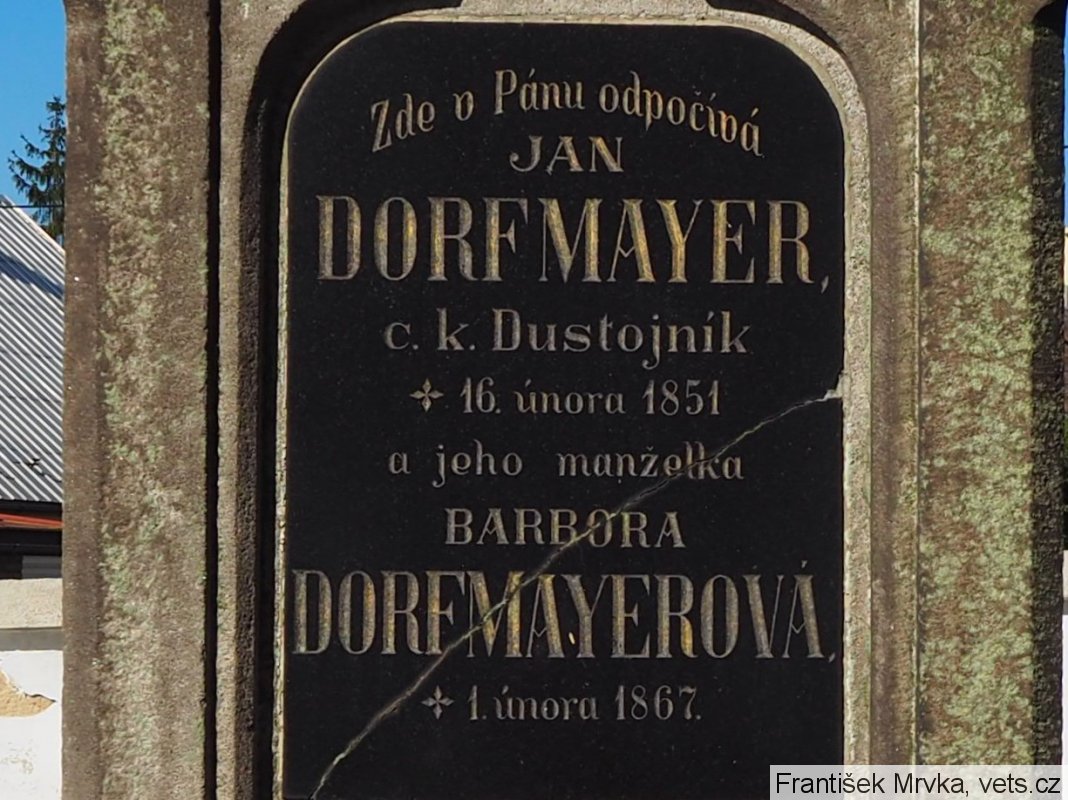 Zde v Pánu odpočívá
JAN
DORFMAYER,
c. k. Dustojník
✣ 16. února 1851
a jeho manželka
BARBORA
DORFMAYEROVÁ,
✣ 1. února 1867.
František Mrvka, vets.cz